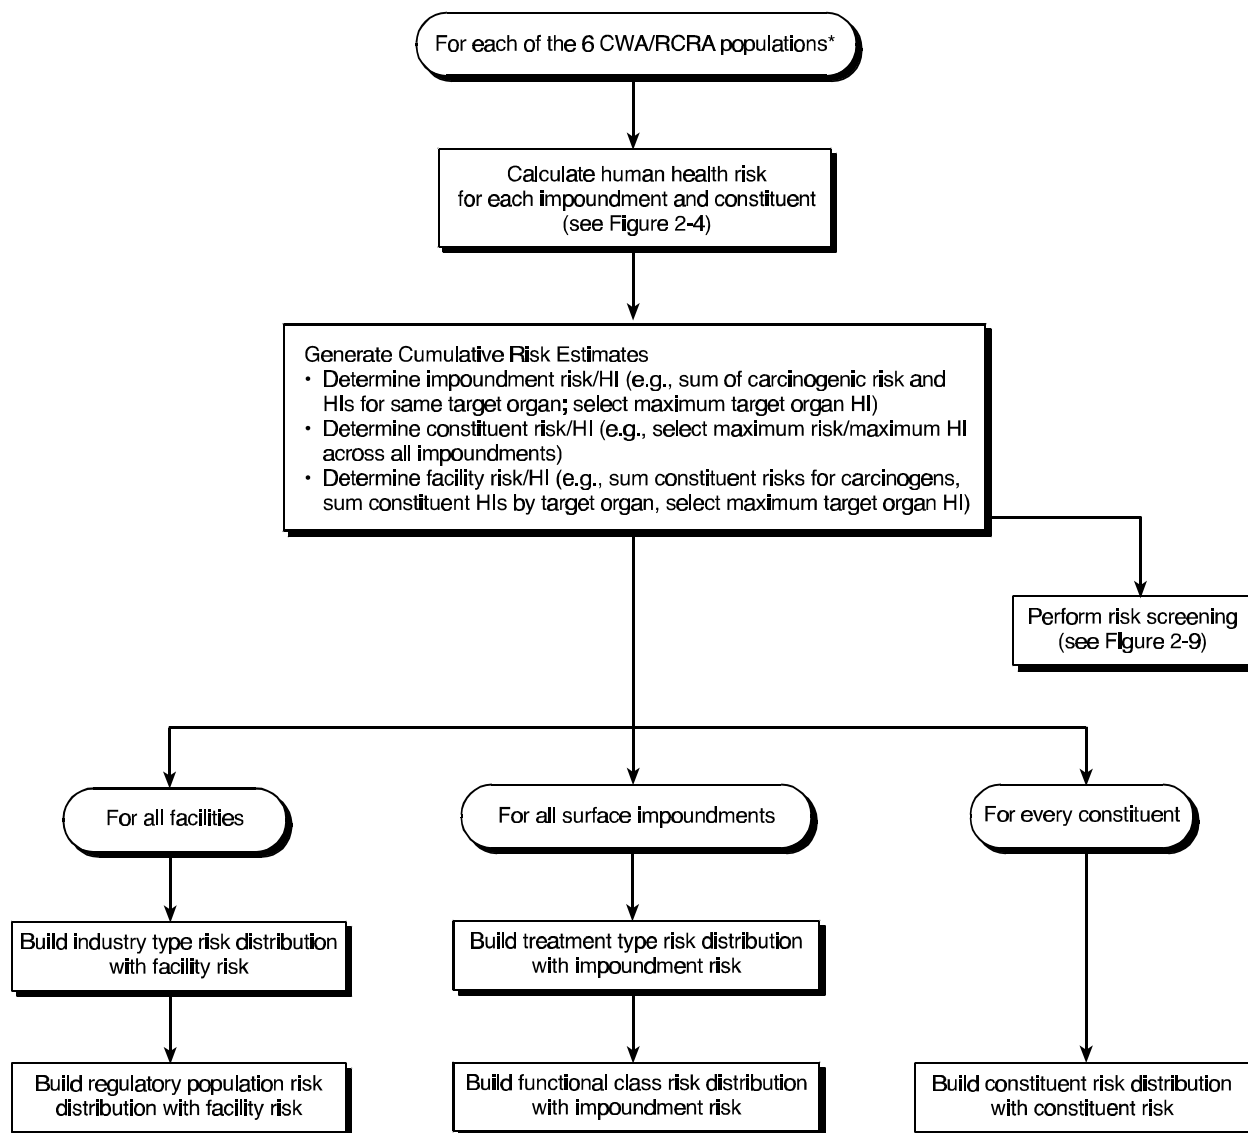 For each of the 6 CWA/RCRA populations*
Calculate human health risk
for each impoundment and constituent
(see Figure 2-4)
Generate Cumulative Risk Estimates
• Determine impoundment risk/HI (e.g., sum of carcinogenic risk and
HIs for same target organ; select maximum target organ HI)
• Determine constituent risk/HI (e.g., select maximum risk/maximum HI
across all impoundments)
• Determine facility risk/HI (e.g., sum constituent risks for carcinogens,
sum constituent HIs by target organ, select maximum target organ HI)
Perform risk screening
(see Figure 2-9)
For all facilities
For all surface impoundments
For every constituent
Build industry type risk distribution
with facility risk
Build treatment type risk distribution
with impoundment risk
Build regulatory population risk
distribution with facility risk
Build functional class risk distribution
with impoundment risk
Build constituent risk distribution
with constituent risk